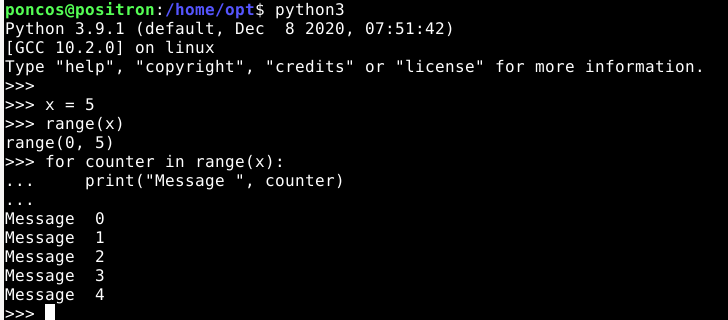 poncos@positron:/home/opt$ python3
Python 3.9.1 (default, Dec  8 2020, 07:51:42)
[GCC 10.2.0] on linux
Type "help", "copyright", "credits" or "license" for more information.
>>>
>>> x = 5
>>> range(x)
range(0, 5)
>>> for counter in range(x):
...     print("Message ", counter)
...
Message  0
Message  1
Message  2
Message  3
Message  4
>>>